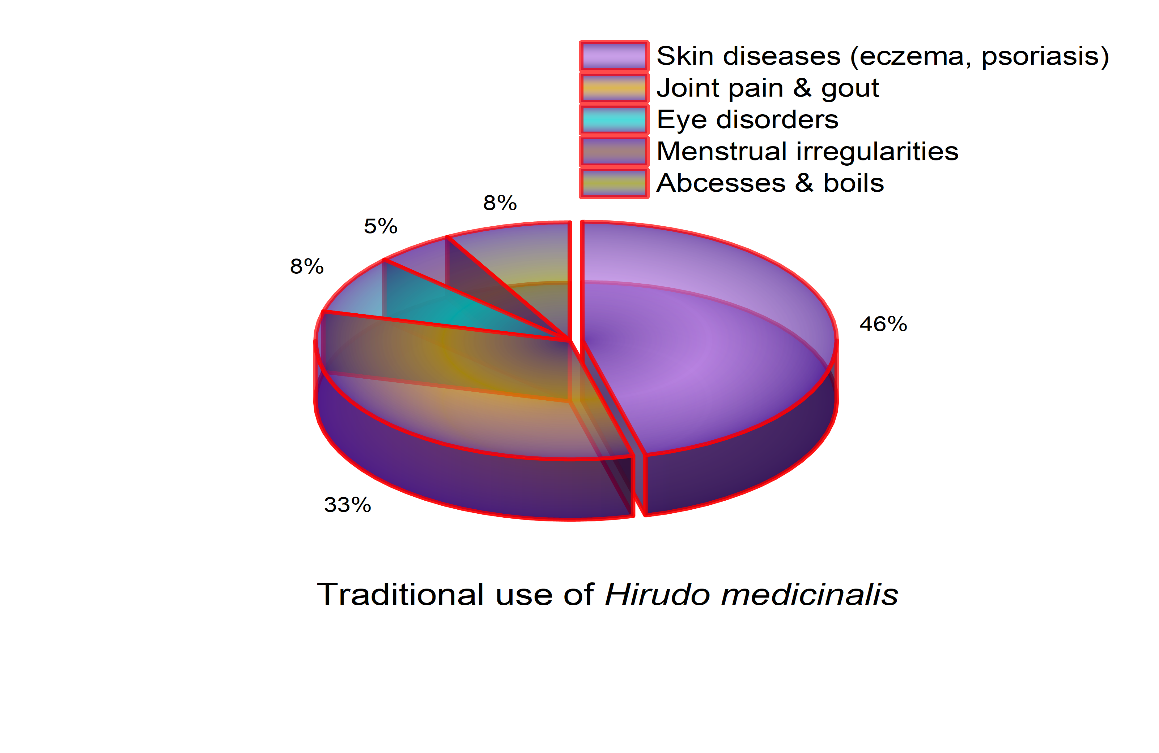 Skin diseases (eczema, psoriasis)
Joint pain & gout
Eye disorders
Menstrual irregularities
Abcesses & boils
8%
5%
8%
46%
33%
Traditional use of Hirudo medicinalis